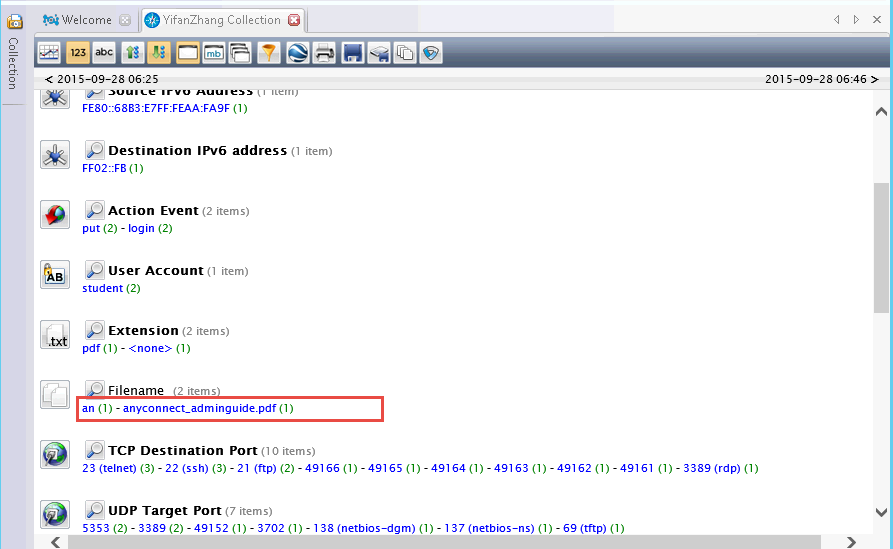 Welcome
YifanZhang Collection
Collection
123
abc
mb
< 2015-09-28 06:25
2015-09-28 06:46 >
Source IPv6 Address (1 item)
FE80::68B3:E7FF:FEAA:FA9F (1)
Destination IPv6 address (1 item)
FF02::FB (1)
Action Event (2 items)
put (2) - login (2)
AB
User Account (1 item)
student (2)
.txt
Extension (2 items)
pdf (1) - <none> (1)
Filename (2 items)
an (1) - anyconnect_adminguide.pdf (1)
TCP Destination Port (10 items)
23 (telnet) (3) - 22 (ssh) (3) - 21 (ftp) (2) - 49166 (1) - 49165 (1) - 49164 (1) - 49163 (1) - 49162 (1) - 49161 (1) - 3389 (rdp) (1)
UDP Target Port (7 items)
5353 (2) - 3389 (2) - 49152 (1) - 3702 (1) - 138 (netbios-dgm) (1) - 137 (netbios-ns) (1) - 69 (tftp) (1)